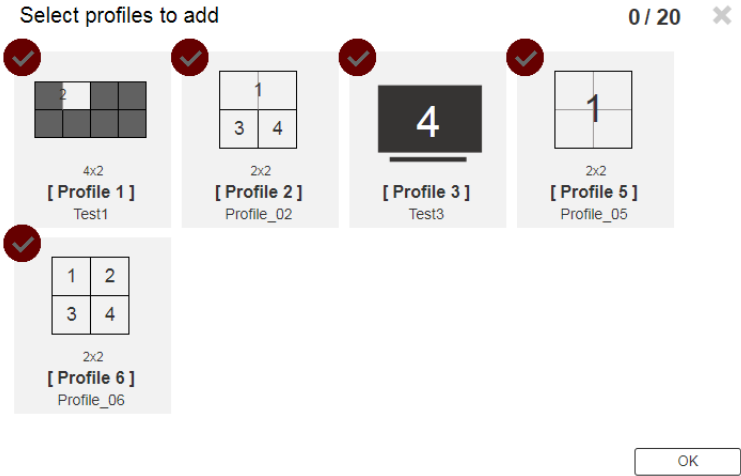 Select profiles to add
0 / 20
2
4x2
[ Profile 1 ]
Test1
1
3 4
2x2
[ Profile 2 ]
Profile_02
4
[ Profile 3 ]
Test3
1
2x2
[ Profile 5 ]
Profile_05
1 2
3 4
2x2
[ Profile 6 ]
Profile_06
OK